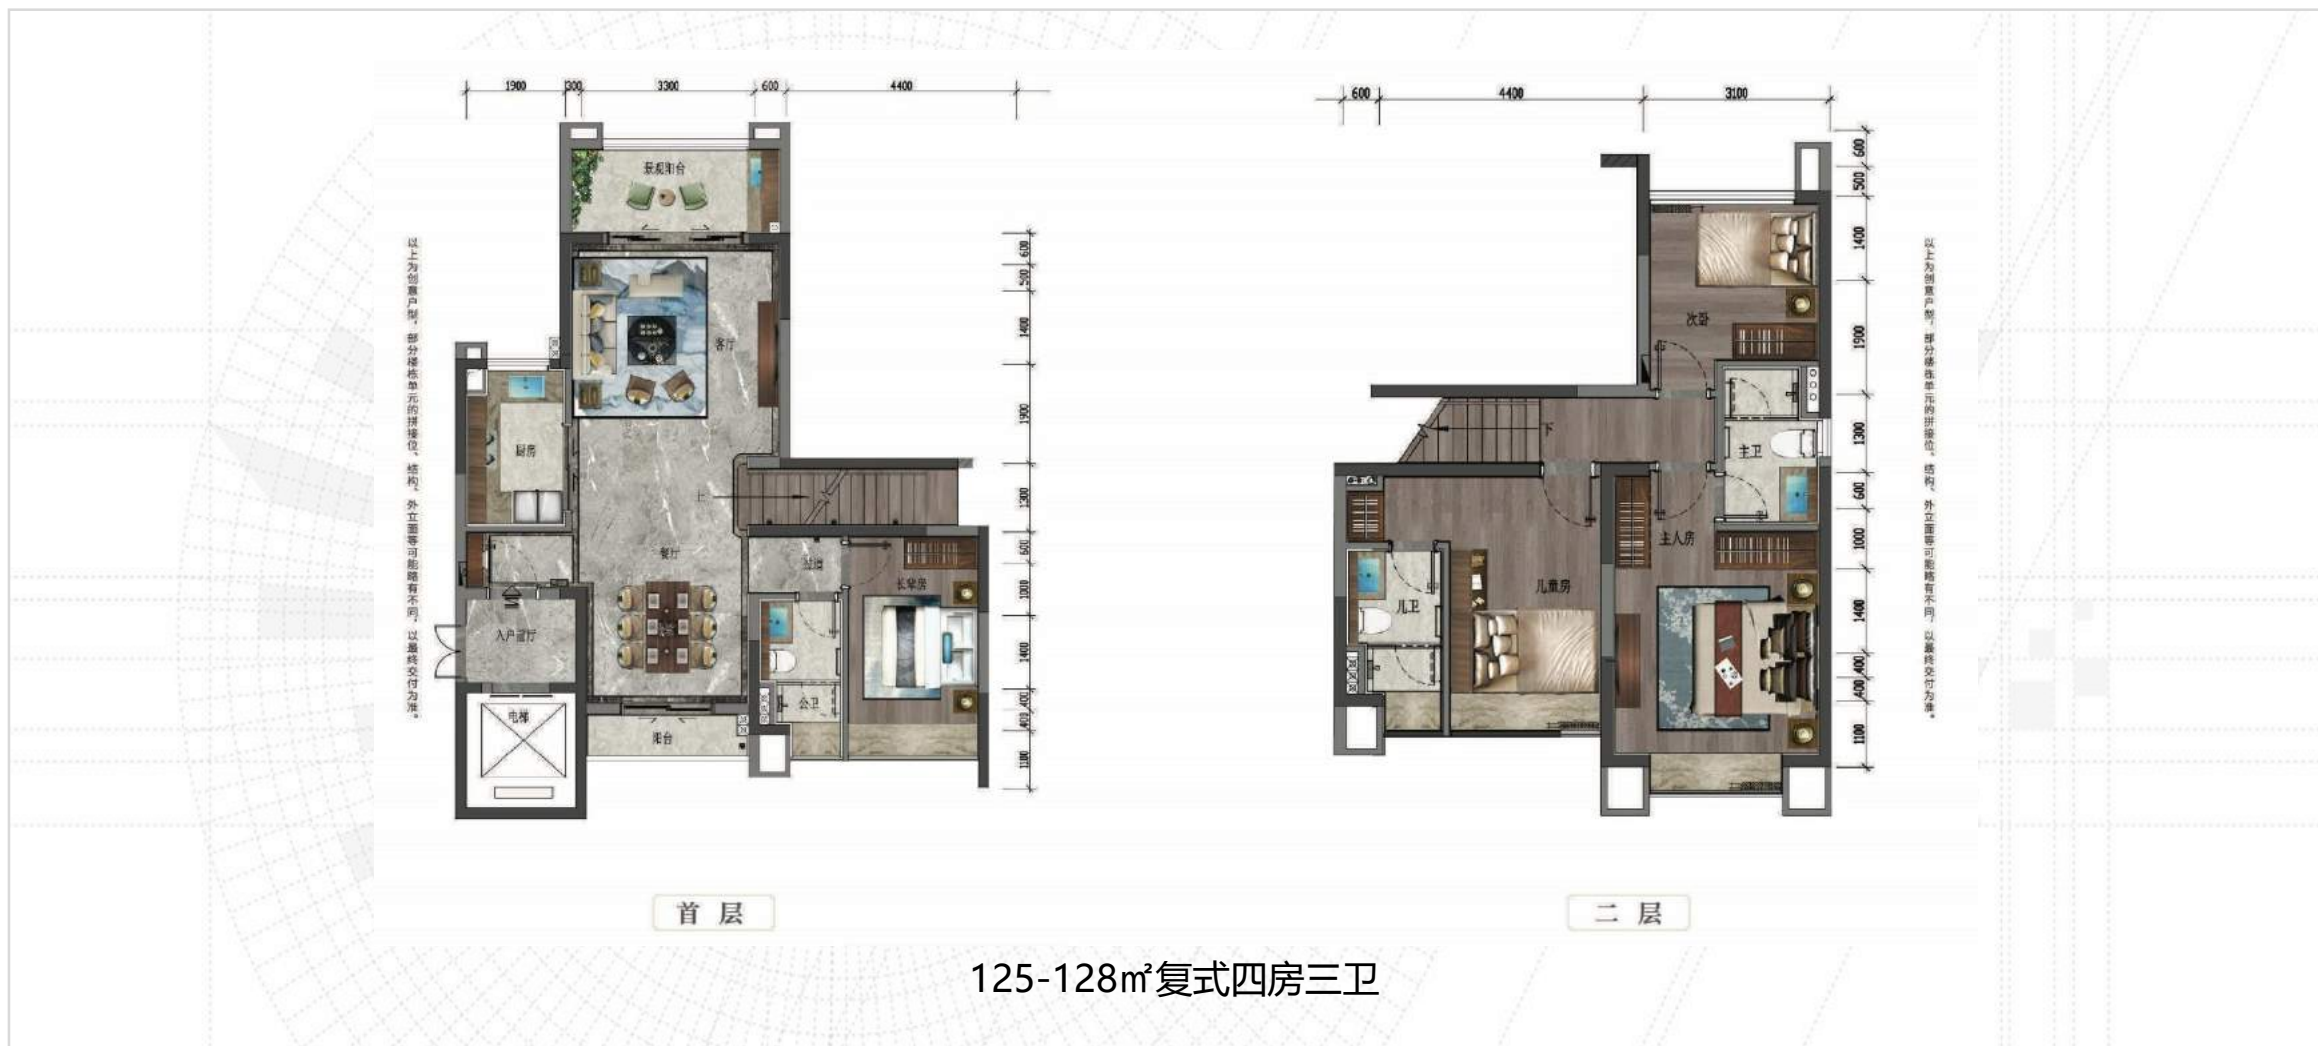 1900 300 3300 600 4400
景观阳台
客厅
厨房
上
餐厅
过道
长辈房
入户前厅
公卫
电梯
阳台
600
500
1400
1900
1300
600
1000
1400
400
400
1100
以上为创意户型，部分楼栋单元的拼接位、结构、外立面等可能略有不同，以最终交付为准。
首层
600 4400 3100
次卧
下
主卫
主人房
儿童房
儿卫
600
500
1400
1900
1300
600
1000
1400
400
400
1100
以上为创意户型，部分楼栋单元的拼接位、结构、外立面等可能略有不同，以最终交付为准。
二层
125-128㎡复式四房三卫